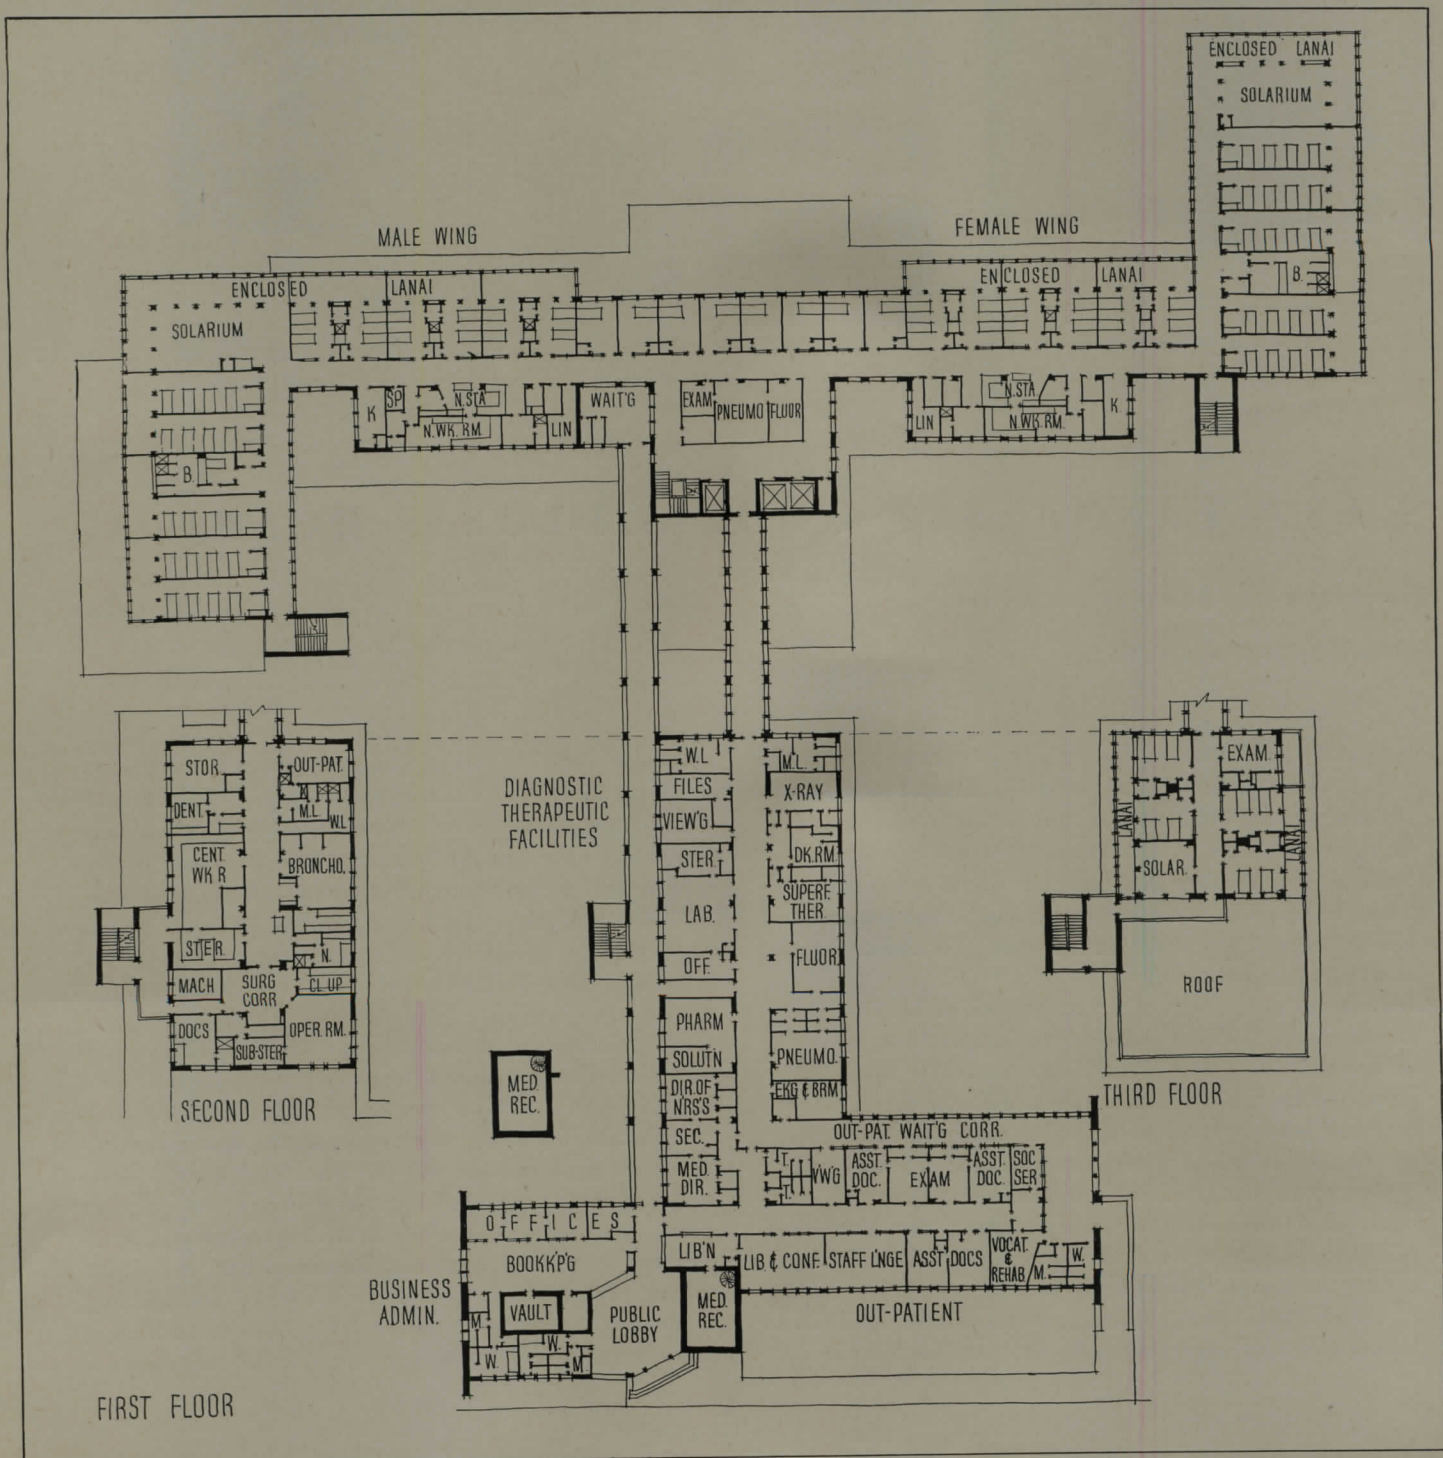 ENCLOSED LANAI
SOLARIUM
MALE WING
FEMALE WING
ENCLOSED LANAI
SOLARIUM
ENCLOSED LANAI
B.
K
SP
N.STA.
N.WK.RM.
LIN
WAIT'G
EXAM
PNEUMO
FLUOR
LIN
N.STA.
N.WK.RM.
K.
B.
STOR.
OUT-PAT.
DENT.
M.L.
W.L
CENT.
WK R
BRONCHO.
STER.
N.
MACH
SURG
CORR
CL.UP
DOCS
SUB-STER
OPER. RM.
SECOND FLOOR
DIAGNOSTIC
THERAPEUTIC
FACILITIES
W.L
M.L.
FILES
X-RAY
VIEW'G
STER.
DK.RM
SUPERF.
THER.
LAB.
OFF.
FLUOR
PHARM
SOLUT'N
PNEUMO.
DIR.OF
N'RS'S
EKG & BRM
SEC.
MED.
DIR.
EXAM.
LANAI
LANAI
SOLAR.
ROOF
THIRD FLOOR
MED.
REC.
OUT-PAT. WAIT'G CORR.
T.
T.
V'W'G
ASST.
DOC.
EXAM
ASST.
DOC.
SOC
SER
OFFICES
BOOKK'P'G
LIB'N
LIB. & CONF.
STAFF L'NGE
ASST
DOCS
VOCAT.
&
REHAB.
M.
W.
BUSINESS
ADMIN.
VAULT
M.
W.
W.
M.
PUBLIC
LOBBY
MED.
REC.
OUT-PATIENT
FIRST FLOOR